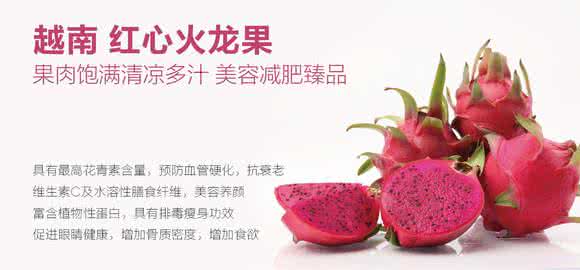 越南 红心火龙果
果肉饱满清凉多汁 美容减肥臻品
具有最高花青素含量，预防血管硬化，抗衰老
维生素C及水溶性膳食纤维，美容养颜
富含植物性蛋白，具有排毒瘦身功效
促进眼睛健康，增加骨质密度，增加食欲